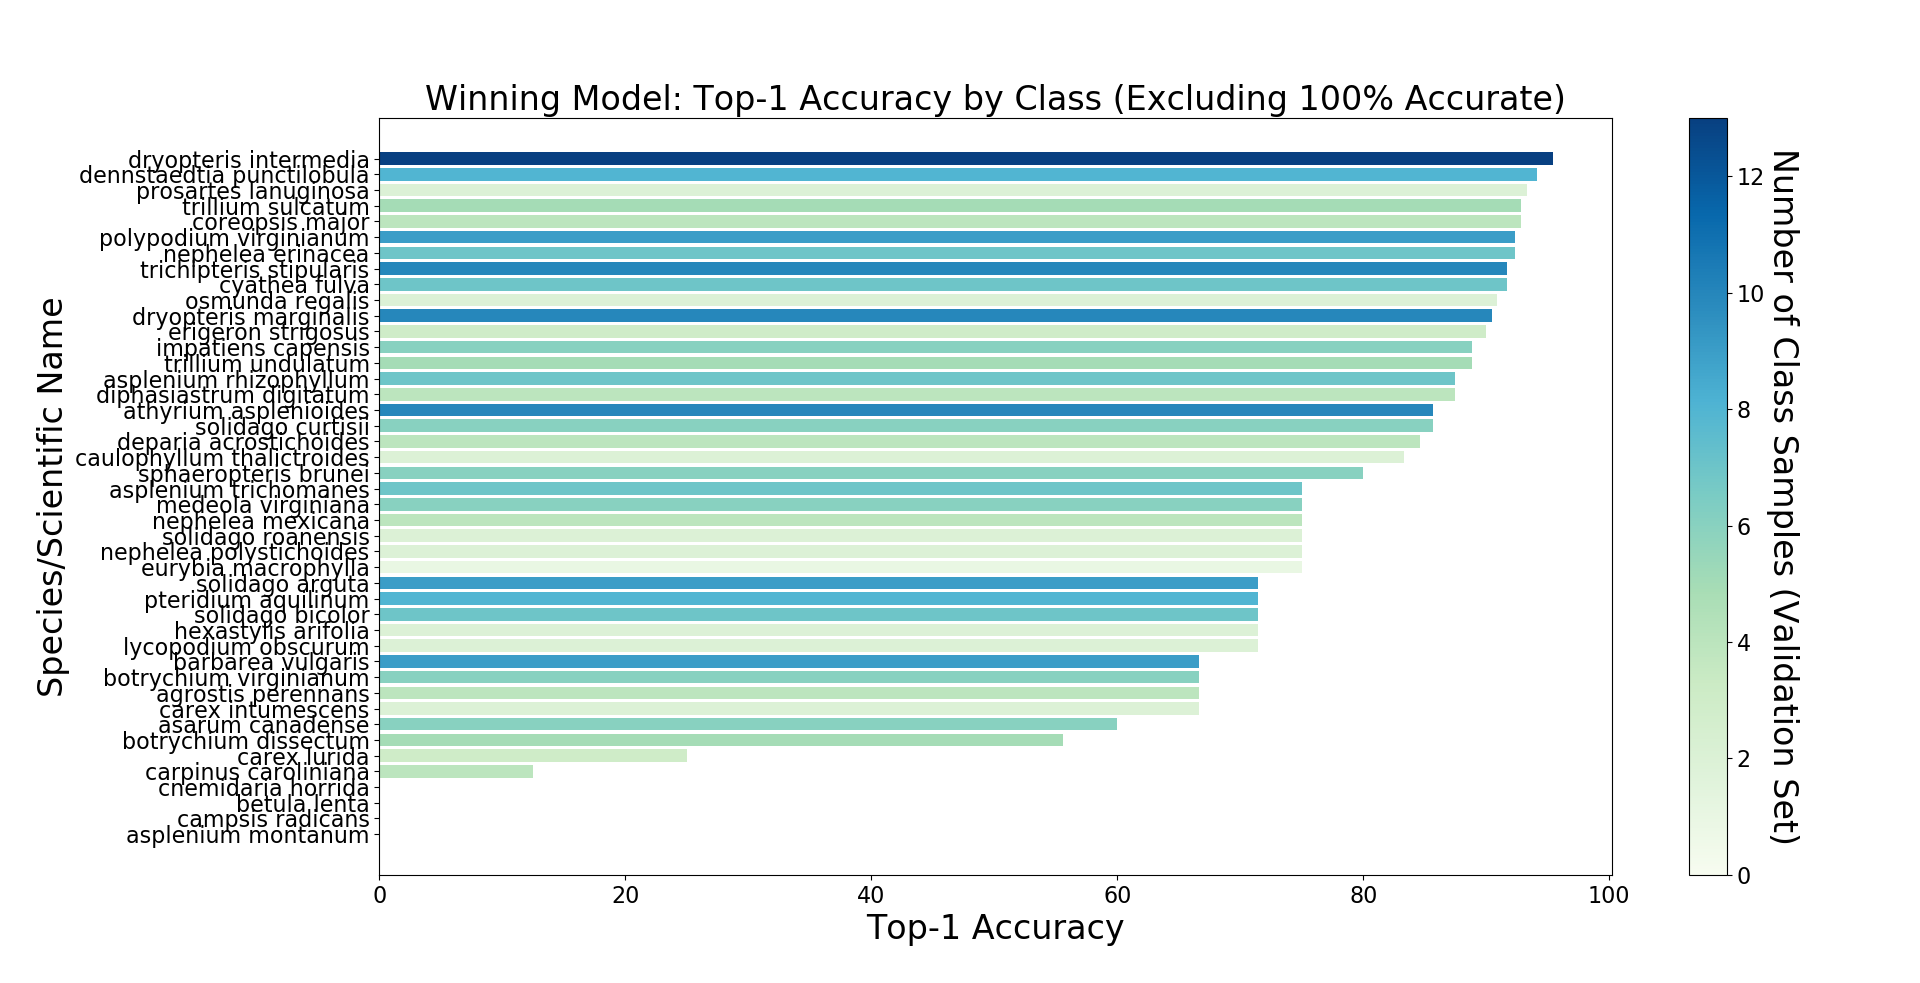 Winning Model: Top-1 Accuracy by Class (Excluding 100% Accurate)
Species/Scientific Name
dryopteris intermedia
dennstaedtia punctilobula
prosartes lanuginosa
trillium sulcatum
coreopsis major
polypodium virginianum
nephelea erinacea
trichipteris stipularis
cyathea fulva
osmunda regalis
dryopteris marginalis
erigeron strigosus
impatiens capensis
trillium undulatum
asplenium rhizophyllum
diphasiastrum digitatum
athyrium asplenioides
solidago curtisii
deparia acrostichoides
caulophyllum thalictroides
sphaeropteris brunei
asplenium trichomanes
medeola virginiana
nephelea mexicana
solidago roanensis
nephelea polystichoides
eurybia macrophylla
solidago arguta
pteridium aquilinum
solidago bicolor
hexastylis arifolia
lycopodium obscurum
barbarea vulgaris
botrychium virginianum
agrostis perennans
carex intumescens
asarum canadense
botrychium dissectum
carex lurida
carpinus caroliniana
cnemidaria horrida
betula lenta
campsis radicans
asplenium montanum
0 20 40 60 80 100
Top-1 Accuracy
12
10
8
6
4
2
0
Number of Class Samples (Validation Set)